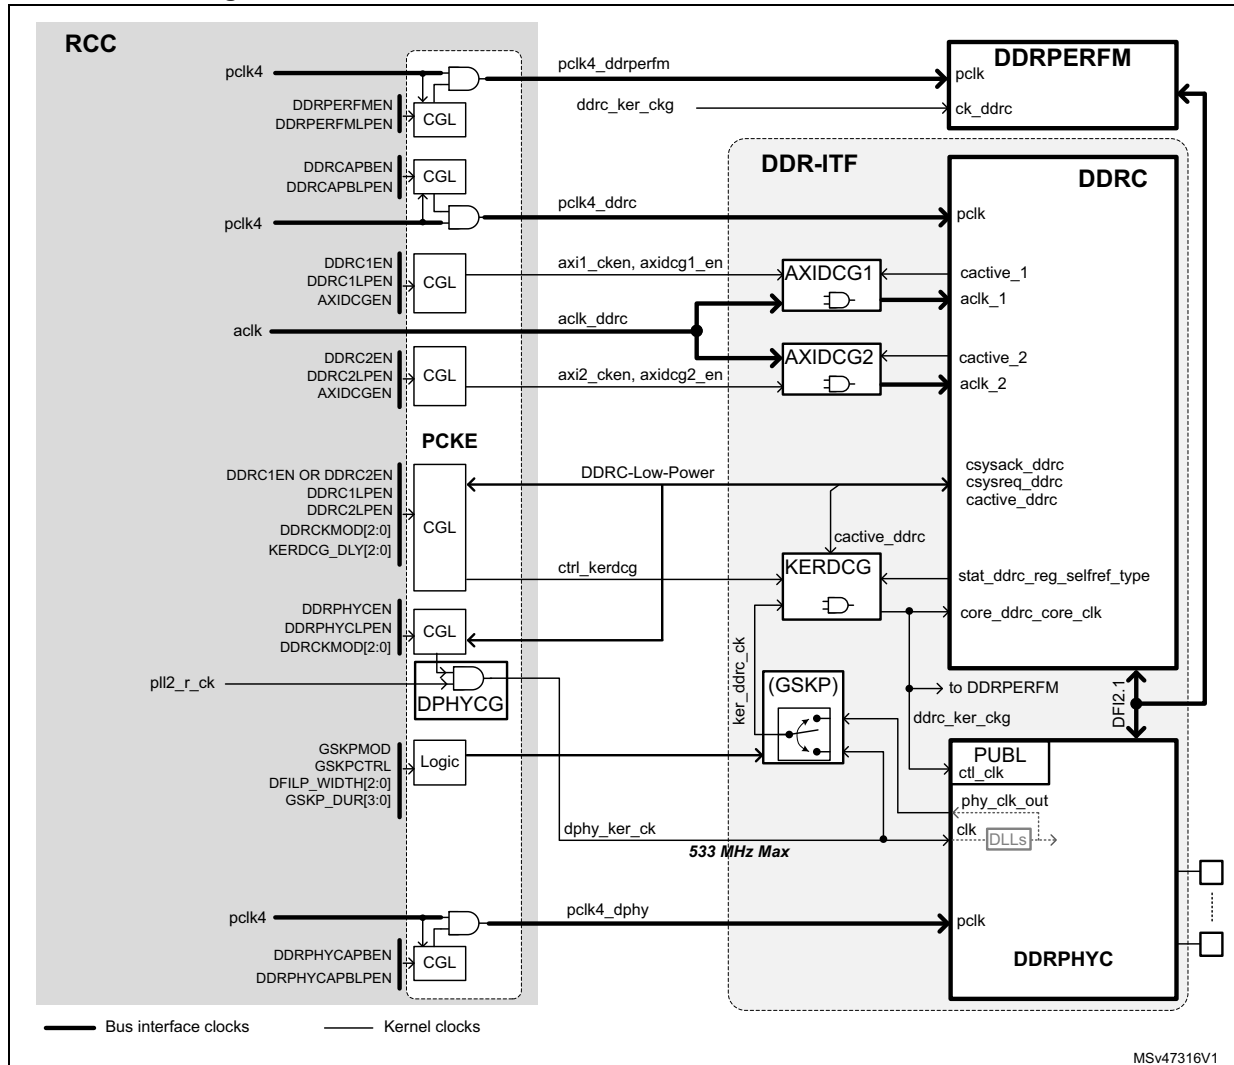 RCC
pclk4
pclk4_ddrperfm
DDRPERFM
pclk
DDRPERFMEN
DDRPERFMLPEN
CGL
ddrc_ker_ckg
ck_ddrc
DDRCAPBEN
DDRCAPBLPEN
CGL
DDR-ITF
DDRC
pclk4
pclk4_ddrc
pclk
DDRC1EN
DDRC1LPEN
AXIDCGEN
CGL
axi1_cken, axidcg1_en
AXIDCG1
cactive_1
aclk_1
aclk
aclk_ddrc
DDRC2EN
DDRC2LPEN
AXIDCGEN
CGL
axi2_cken, axidcg2_en
AXIDCG2
cactive_2
aclk_2
PCKE
DDRC1EN OR DDRC2EN
DDRC1LPEN
DDRC2LPEN
DDRCKMOD[2:0]
KERDCG_DLY[2:0]
CGL
DDRC-Low-Power
csysack_ddrc
csysreq_ddrc
cactive_ddrc
cactive_ddrc
ctrl_kerdcg
KERDCG
stat_ddrc_reg_selfref_type
core_ddrc_core_clk
DDRPHYCEN
DDRPHYCLPEN
DDRCKMOD[2:0]
CGL
pll2_r_ck
DPHYCG
ker_ddrc_ck
(GSKP)
to DDRPERFM
ddrc_ker_ckg
DFI2.1
GSKPMOD
GSKPCTRL
DFILP_WIDTH[2:0]
GSKP_DUR[3:0]
Logic
PUBL
ctl_clk
phy_clk_out
dphy_ker_ck
533 MHz Max
clk
DLLs
pclk4
pclk4_dphy
pclk
DDRPHYCAPBEN
DDRPHYCAPBLPEN
CGL
DDRPHYC
Bus interface clocks
Kernel clocks
MSv47316V1